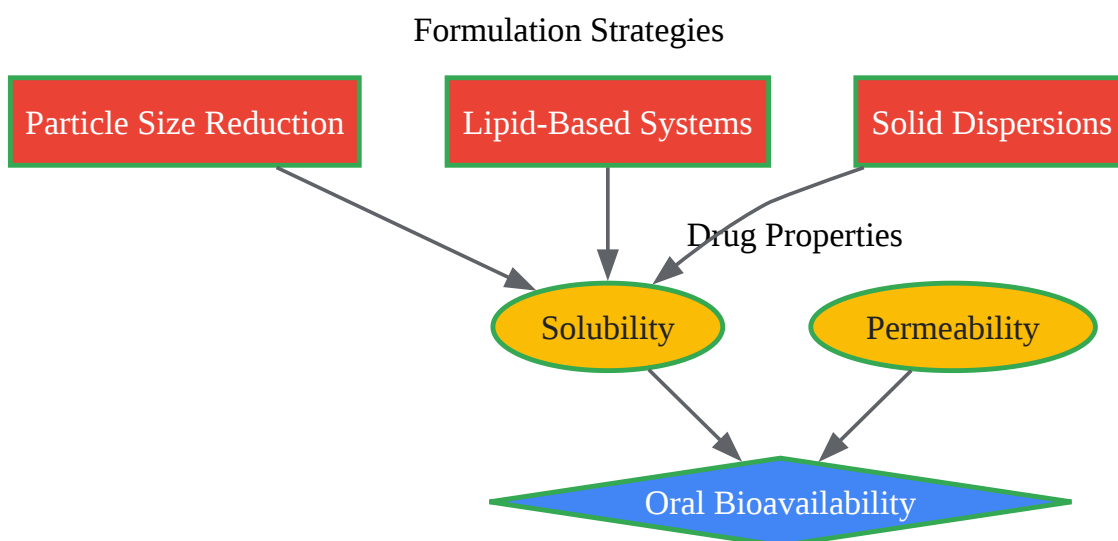 Formulation Strategies
Particle Size Reduction
Lipid-Based Systems
Solid Dispersions
Drug Properties
Solubility
Permeability
Oral Bioavailability